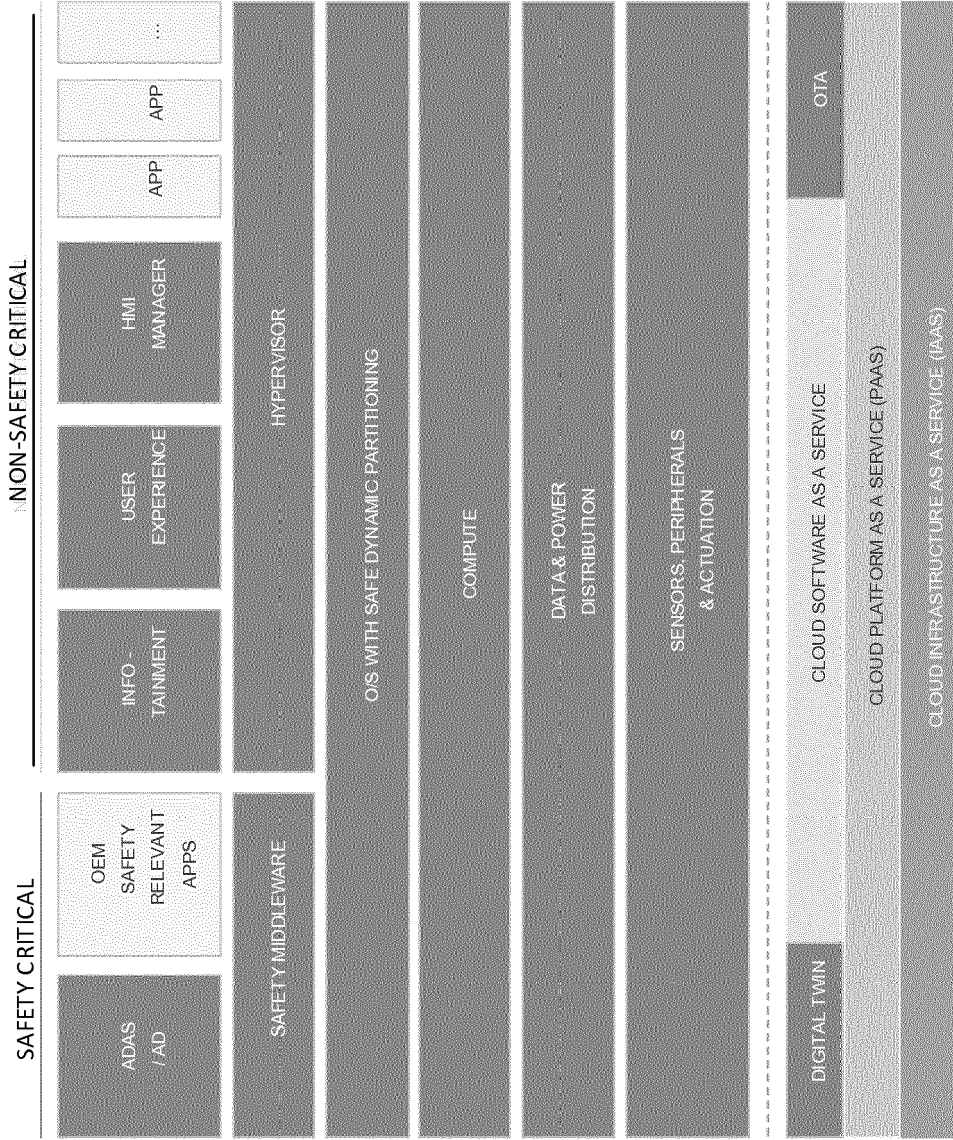 SAFETY CRITICAL
NON-SAFETY CRITICAL
ADAS
/ AD
OEM
SAFETY
RELEVANT
APPS
INFO -
TAINMENT
USER
EXPERIENCE
HMI
MANAGER
APP
APP
...
SAFETY MIDDLEWARE
HYPERVISOR
O/S WITH SAFE DYNAMIC PARTITIONING
COMPUTE
DATA & POWER
DISTRIBUTION
SENSORS, PERIPHERALS
& ACTUATION
DIGITAL TWIN
CLOUD SOFTWARE AS A SERVICE
OTA
CLOUD PLATFORM AS A SERVICE (PAAS)
CLOUD INFRASTRUCTURE AS A SERVICE (IAAS)